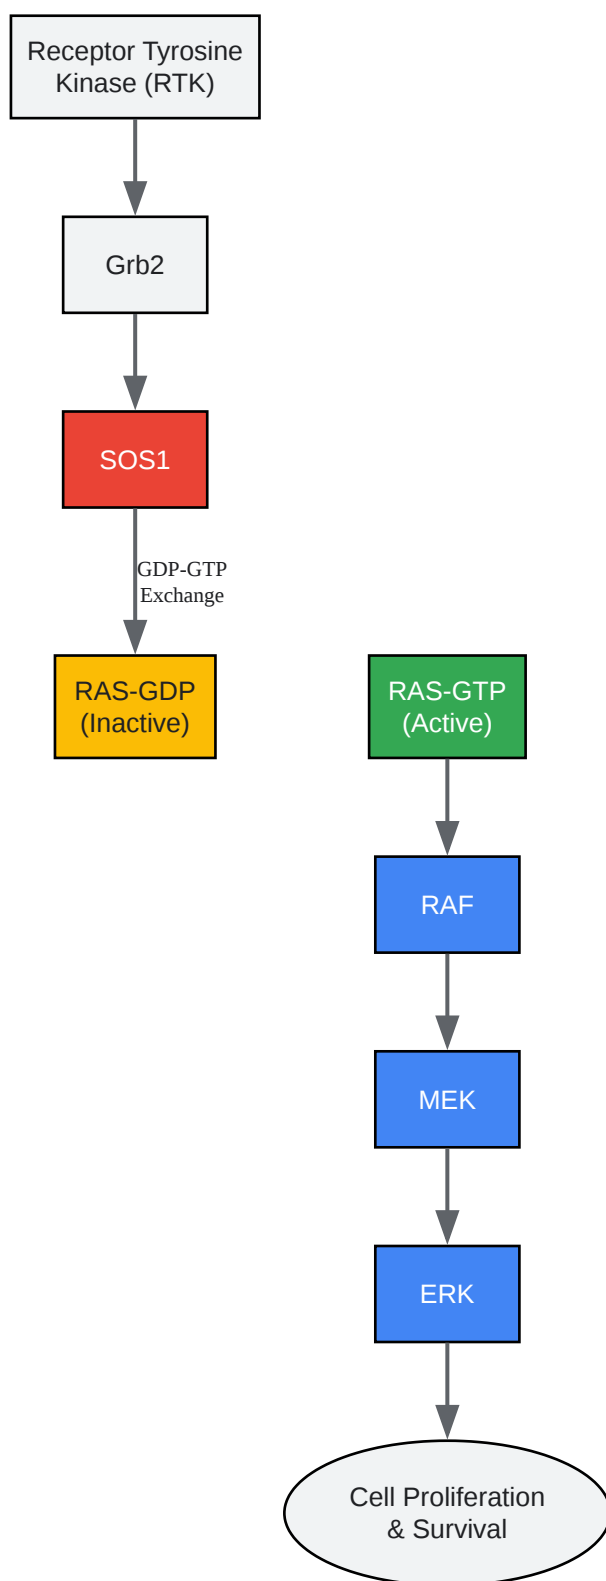 Receptor Tyrosine
Kinase (RTK)
Grb2
SOS1
GDP-GTP
Exchange
RAS-GDP
(Inactive)
RAS-GTP
(Active)
RAF
MEK
ERK
Cell Proliferation
& Survival